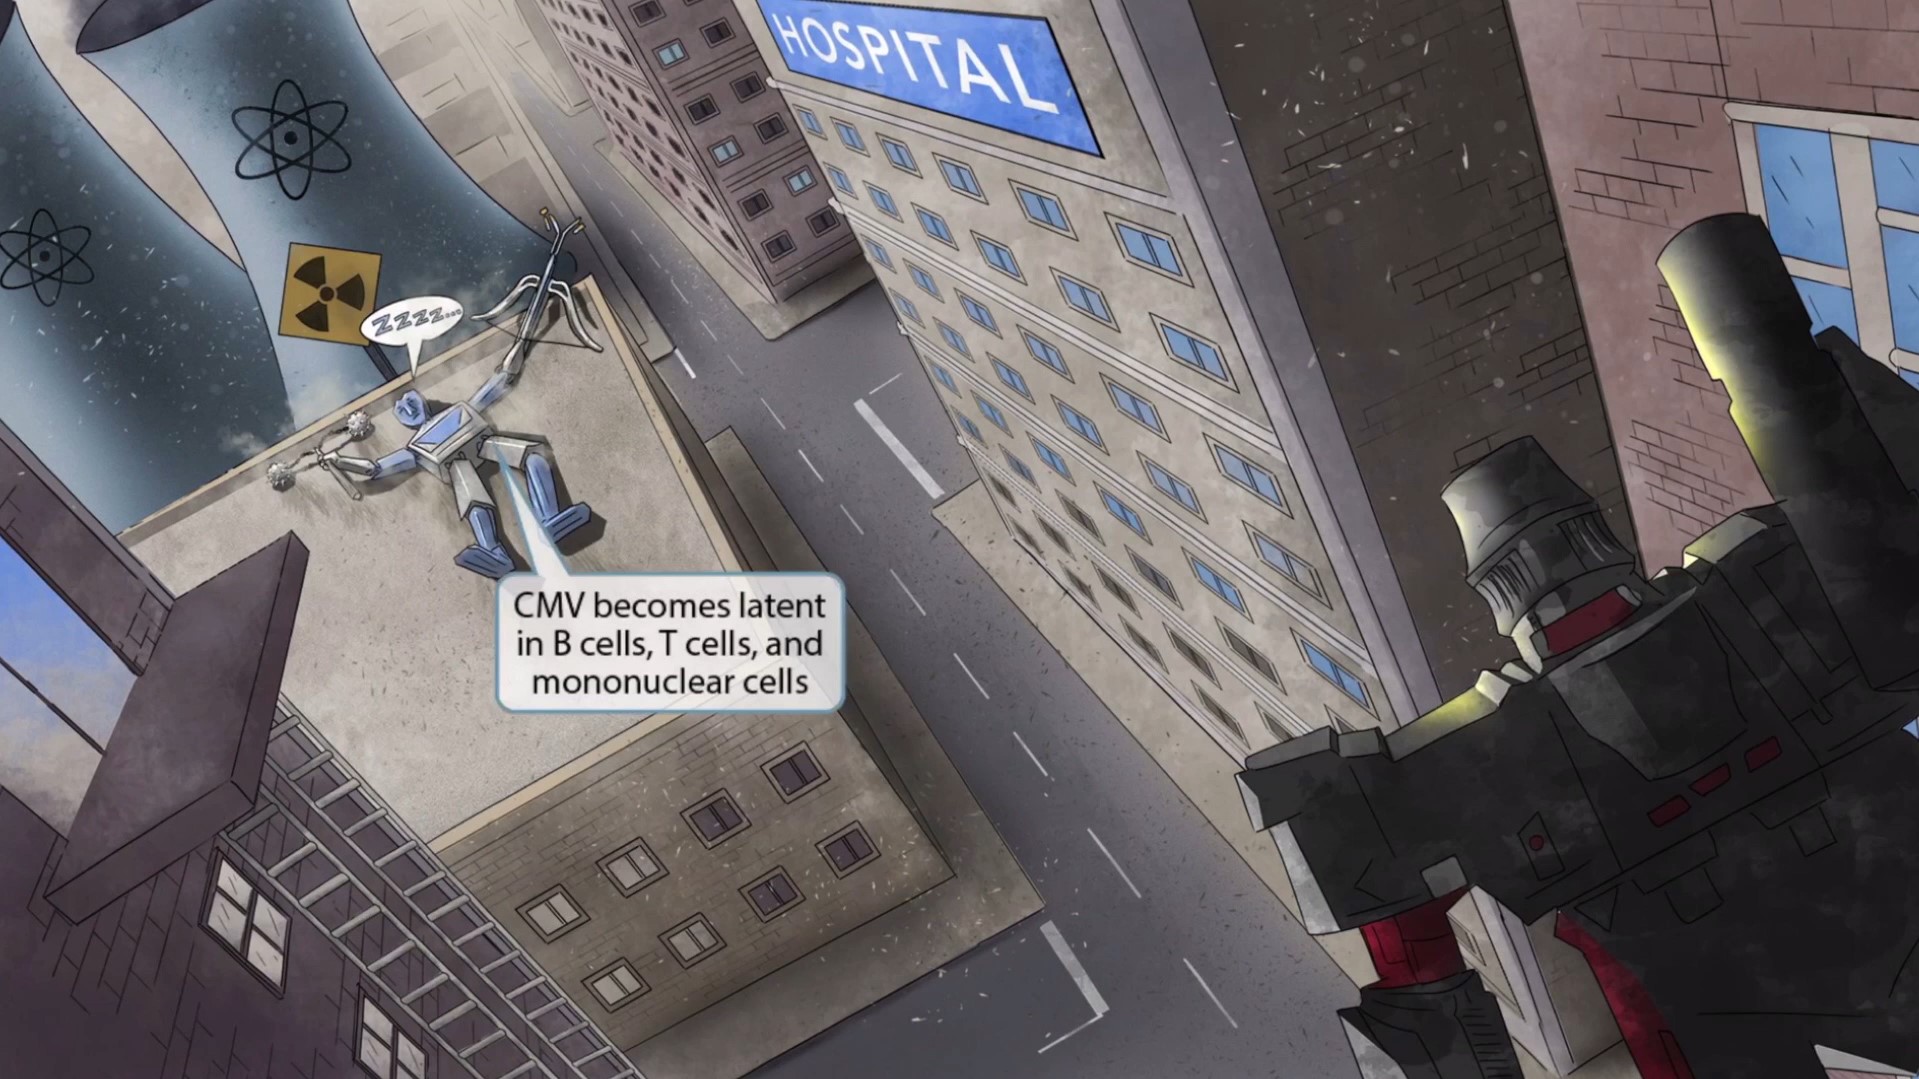 HOSPITAL
ZZZZ...
CMV becomes latent
in B cells, T cells, and
mononuclear cells